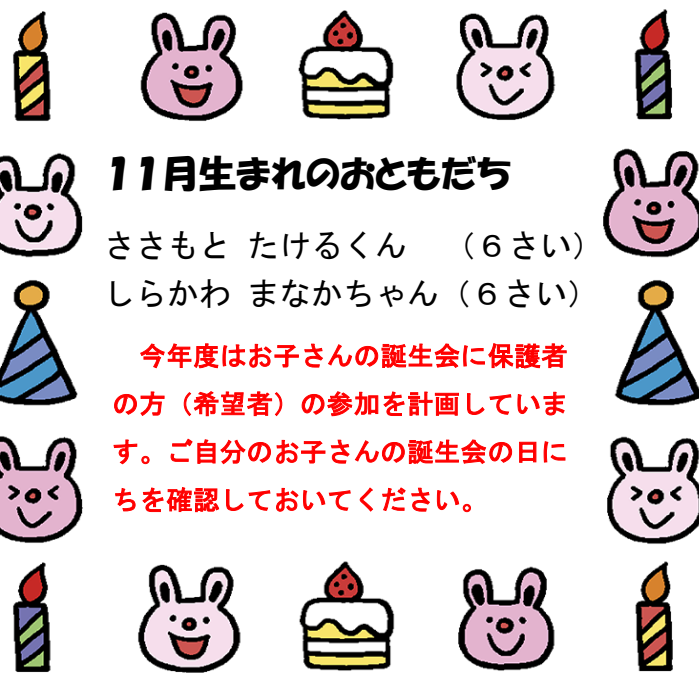 11月生まれのおともだち
ささもと たけるくん （６さい）
しらかわ まなかちゃん（６さい）
今年度はお子さんの誕生会に保護者
の方（希望者）の参加を計画していま
す。ご自分のお子さんの誕生会の日に
ちを確認しておいてください。